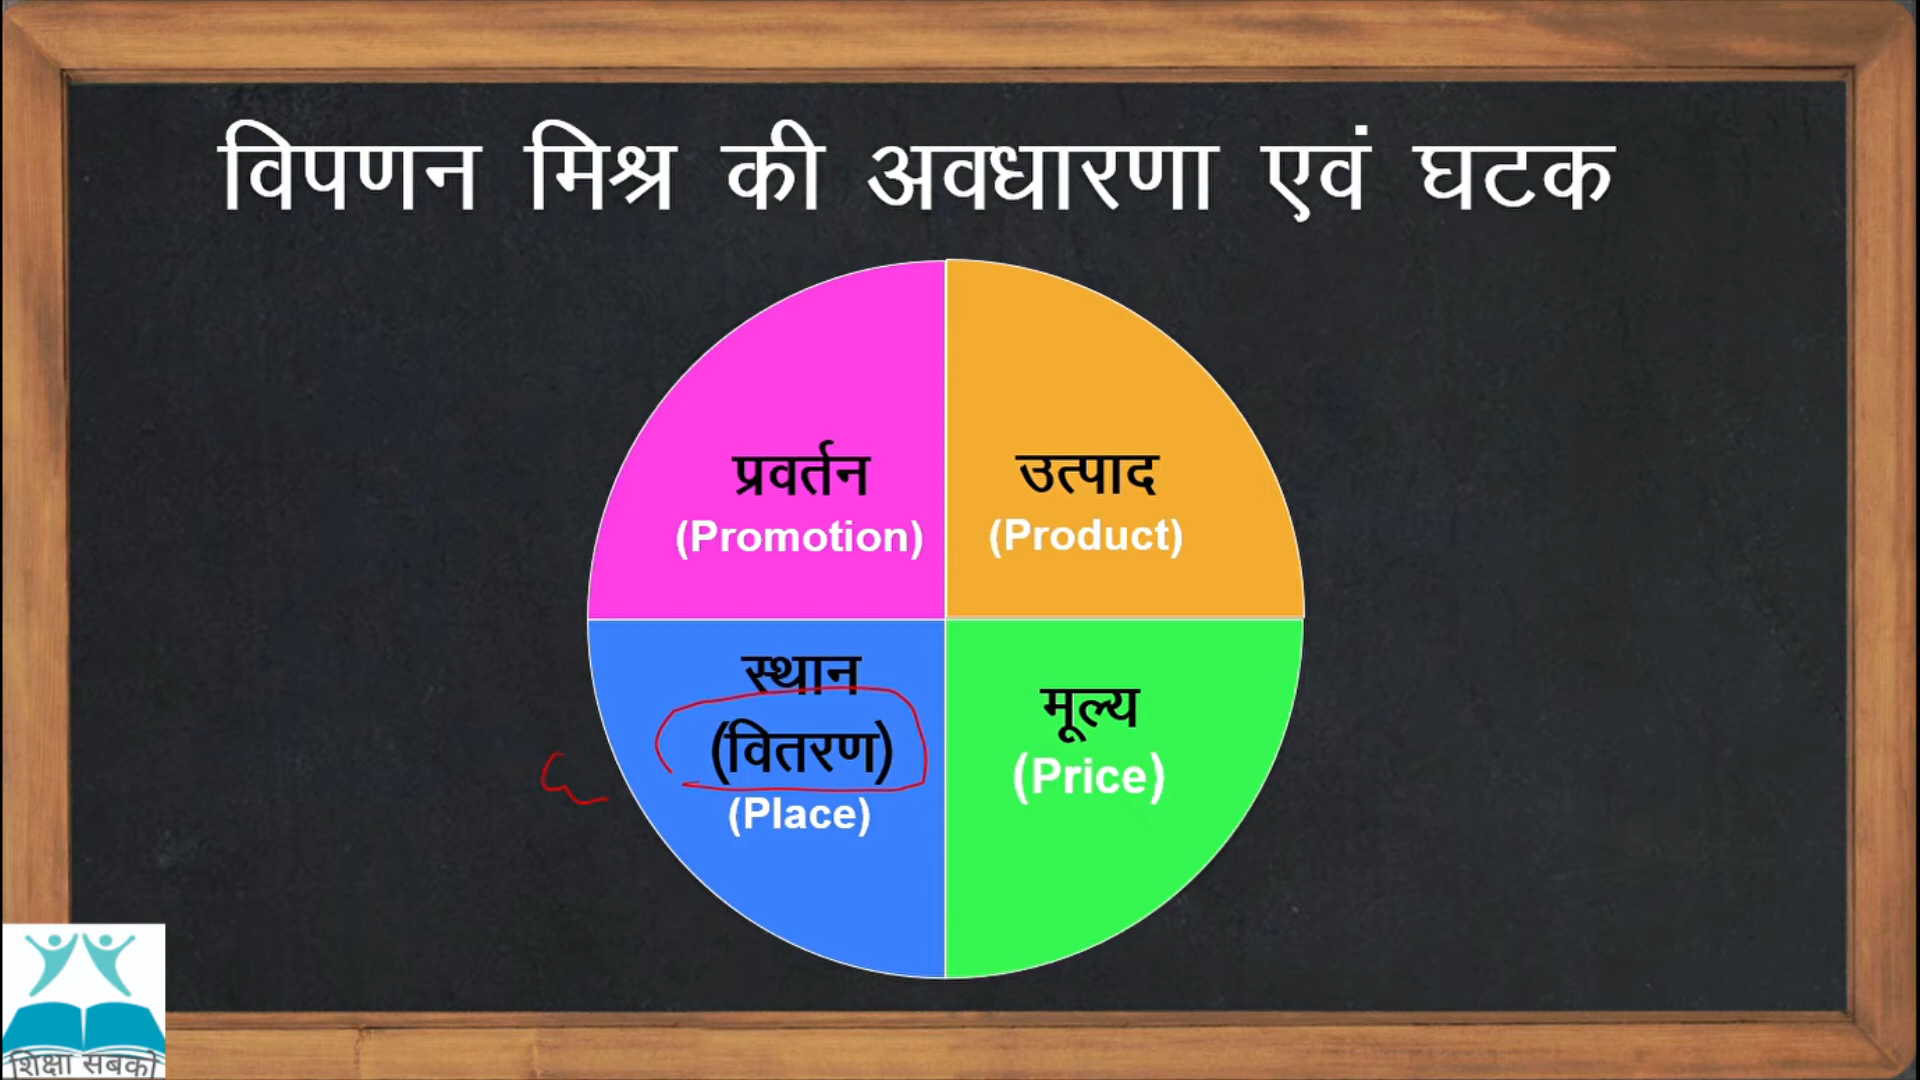 विपणन मिश्र की अवधारणा एवं घटक
प्रवर्तन
(Promotion)
उत्पाद
(Product)
स्थान
(वितरण)
(Place)
मूल्य
(Price)
शिक्षा सबको